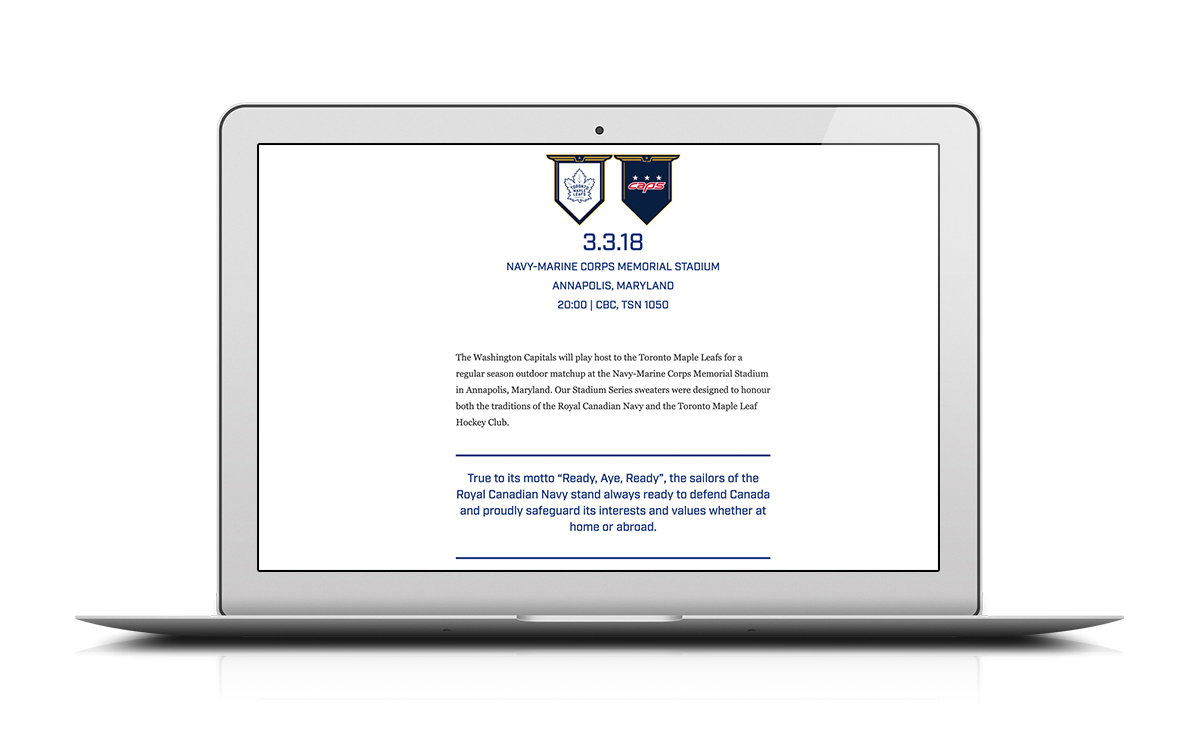 TORONTO
MAPLE
LEAFS
caps
3.3.18
NAVY-MARINE CORPS MEMORIAL STADIUM
ANNAPOLIS, MARYLAND
20:00 | CBC, TSN 1050
The Washington Capitals will play host to the Toronto Maple Leafs for a
regular season outdoor matchup at the Navy-Marine Corps Memorial Stadium
in Annapolis, Maryland. Our Stadium Series sweaters were designed to honour
both the traditions of the Royal Canadian Navy and the Toronto Maple Leaf
Hockey Club.
True to its motto “Ready, Aye, Ready”, the sailors of the
Royal Canadian Navy stand always ready to defend Canada
and proudly safeguard its interests and values whether at
home or abroad.